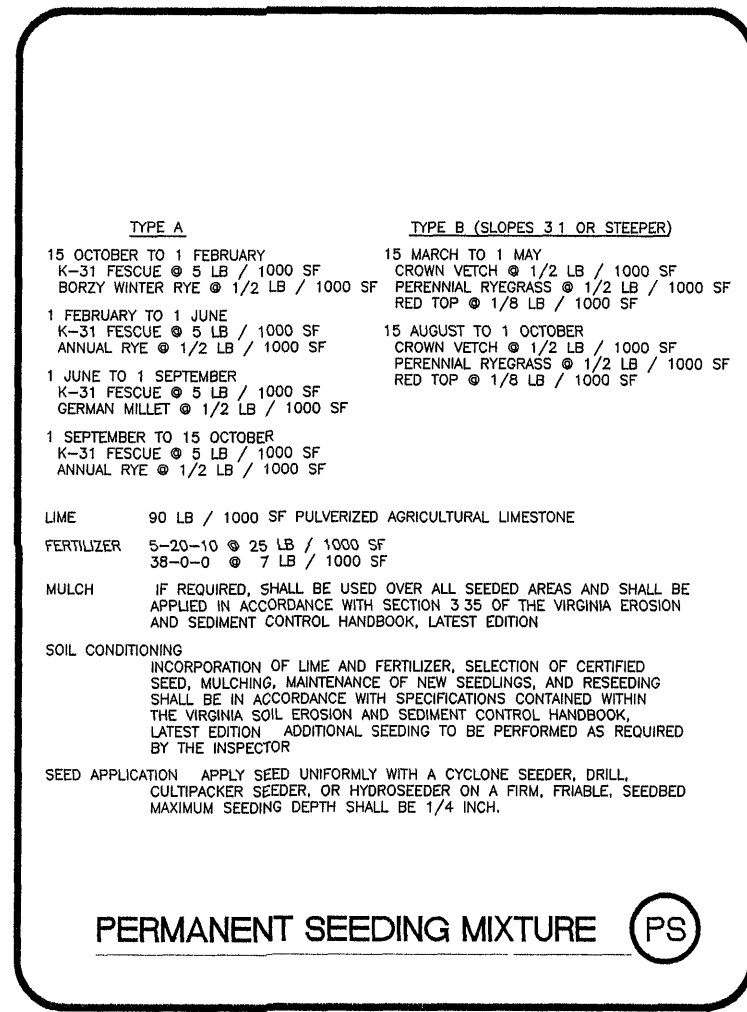 TYPE A
15 OCTOBER TO 1 FEBRUARY
K-31 FESCUE @ 5 LB / 1000 SF
BORZY WINTER RYE @ 1/2 LB / 1000 SF
1 FEBRUARY TO 1 JUNE
K-31 FESCUE @ 5 LB / 1000 SF
ANNUAL RYE @ 1/2 LB / 1000 SF
1 JUNE TO 1 SEPTEMBER
K-31 FESCUE @ 5 LB / 1000 SF
GERMAN MILLET @ 1/2 LB / 1000 SF
1 SEPTEMBER TO 15 OCTOBER
K-31 FESCUE @ 5 LB / 1000 SF
ANNUAL RYE @ 1/2 LB / 1000 SF
TYPE B (SLOPES 3 1 OR STEEPER)
15 MARCH TO 1 MAY
CROWN VETCH @ 1/2 LB / 1000 SF
PERENNIAL RYEGRASS @ 1/2 LB / 1000 SF
RED TOP @ 1/8 LB / 1000 SF
15 AUGUST TO 1 OCTOBER
CROWN VETCH @ 1/2 LB / 1000 SF
PERENNIAL RYEGRASS @ 1/2 LB / 1000 SF
RED TOP @ 1/8 LB / 1000 SF
LIME 90 LB / 1000 SF PULVERIZED AGRICULTURAL LIMESTONE
FERTILIZER 5-20-10 @ 25 LB / 1000 SF
38-0-0 @ 7 LB / 1000 SF
MULCH IF REQUIRED, SHALL BE USED OVER ALL SEEDED AREAS AND SHALL BE
APPLIED IN ACCORDANCE WITH SECTION 3 35 OF THE VIRGINIA EROSION
AND SEDIMENT CONTROL HANDBOOK, LATEST EDITION
SOIL CONDITIONING
INCORPORATION OF LIME AND FERTILIZER, SELECTION OF CERTIFIED
SEED, MULCHING, MAINTENANCE OF NEW SEEDLINGS, AND RESEEDING
SHALL BE IN ACCORDANCE WITH SPECIFICATIONS CONTAINED WITHIN
THE VIRGINIA SOIL EROSION AND SEDIMENT CONTROL HANDBOOK,
LATEST EDITION ADDITIONAL SEEDING TO BE PERFORMED AS REQUIRED
BY THE INSPECTOR
SEED APPLICATION APPLY SEED UNIFORMLY WITH A CYCLONE SEEDER, DRILL,
CULTIPACKER SEEDER, OR HYDROSEEDER ON A FIRM, FRIABLE, SEEDBED
MAXIMUM SEEDING DEPTH SHALL BE 1/4 INCH.
PERMANENT SEEDING MIXTURE PS